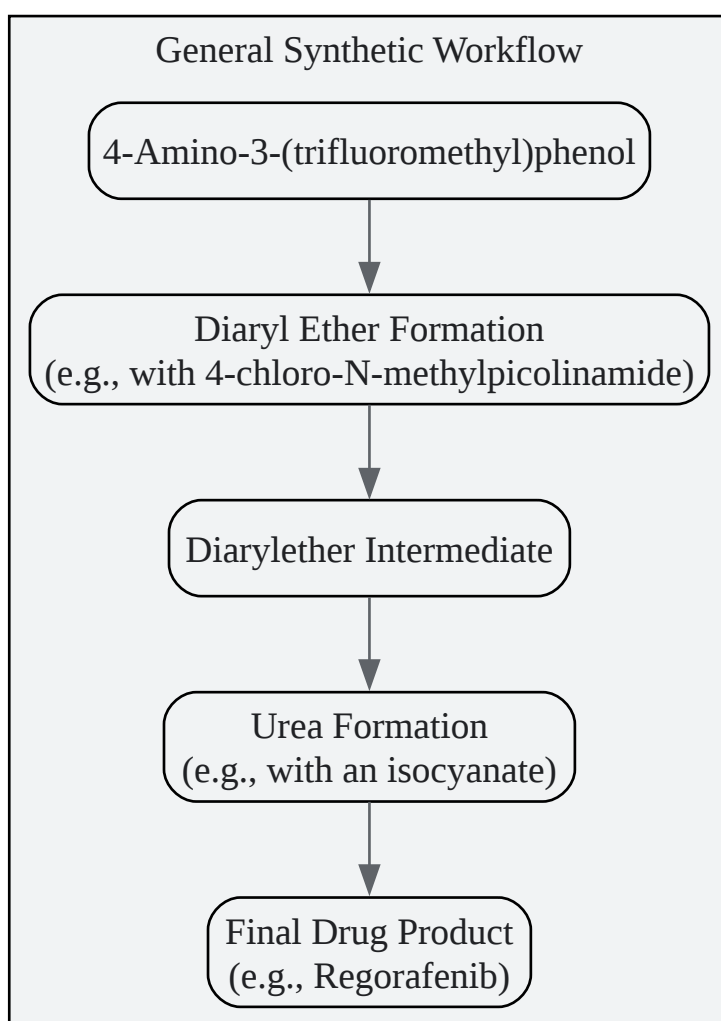 General Synthetic Workflow
4-Amino-3-(trifluoromethyl)phenol
Diaryl Ether Formation
(e.g., with 4-chloro-N-methylpicolinamide)
Diarylether Intermediate
Urea Formation
(e.g., with an isocyanate)
Final Drug Product
(e.g., Regorafenib)